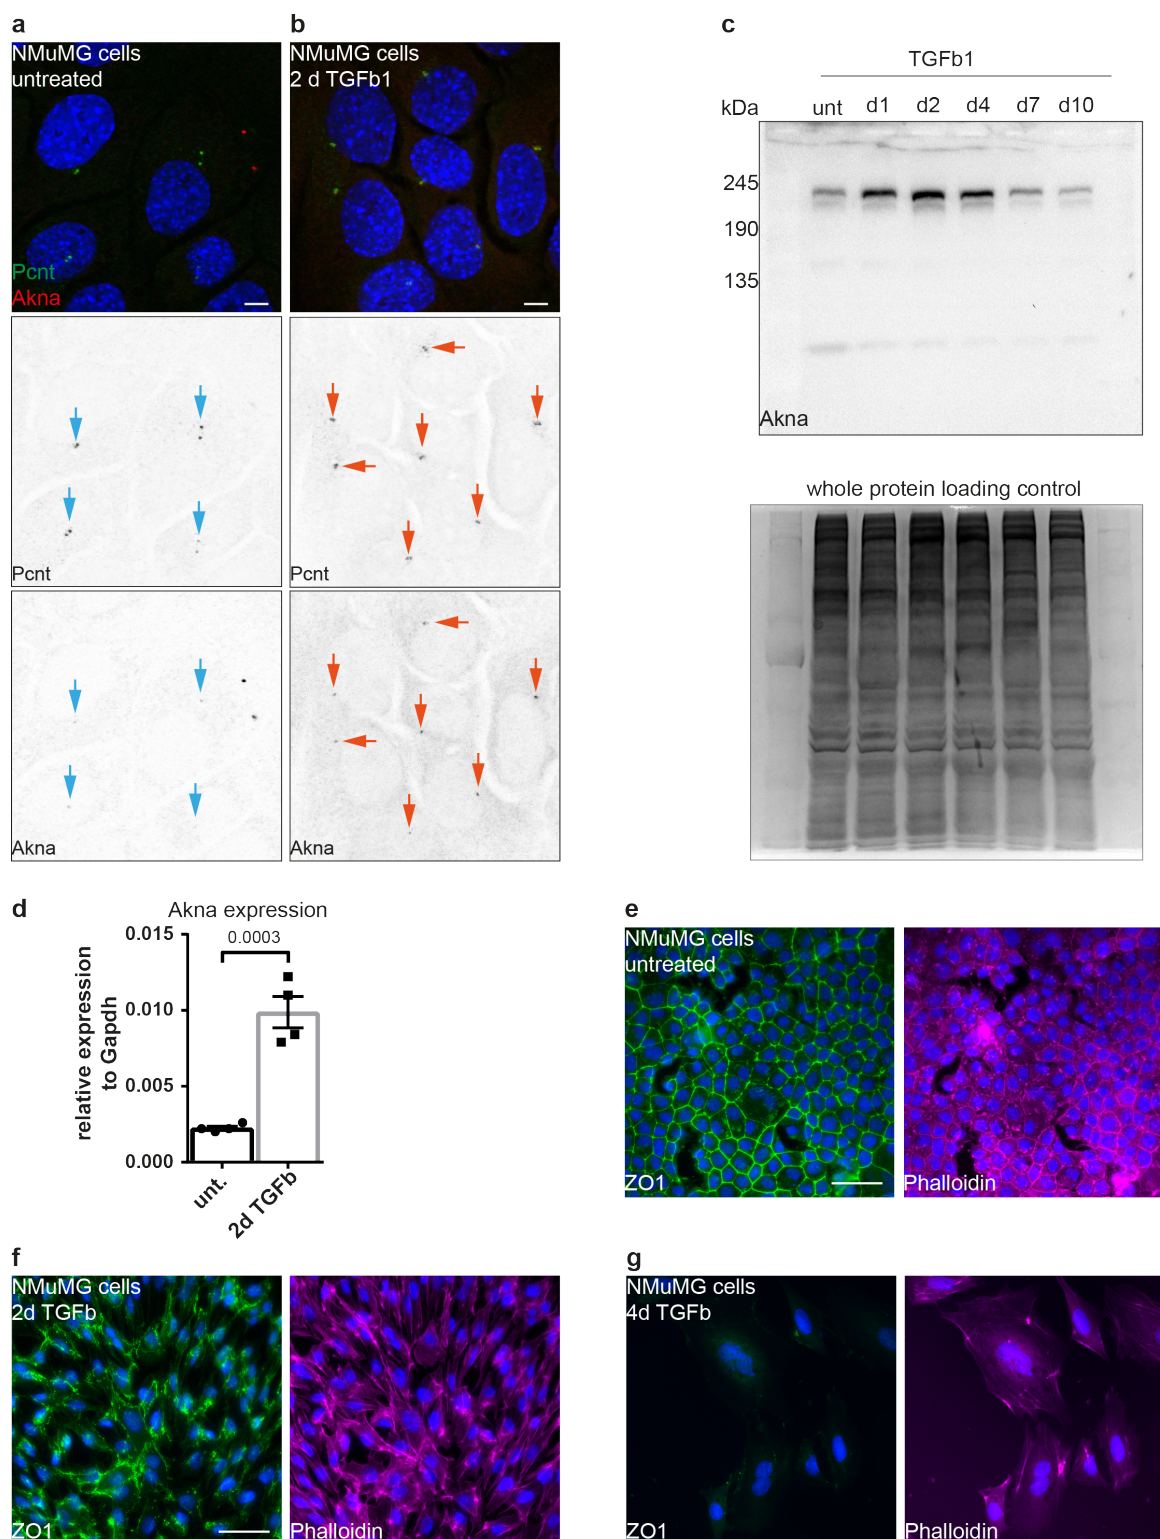 a
NMuMG cells
untreated
Pcnt
Akna
Pcnt
Akna
b
NMuMG cells
2 d TGFb1
Pcnt
Akna
c
TGFb1
kDa
unt
d1
d2
d4
d7
d10
245
190
135
Akna
whole protein loading control
d
Akna expression
0.0003
relative expression
to Gapdh
0.015
0.010
0.005
0.000
unt.
2d TGFb
e
NMuMG cells
untreated
ZO1
Phalloidin
f
NMuMG cells
2d TGFb
ZO1
Phalloidin
g
NMuMG cells
4d TGFb
ZO1
Phalloidin